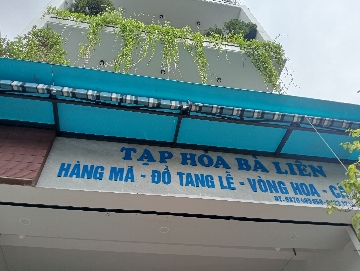 TẠP HÓA BÀ LIÊN
HÀNG MÃ - ĐỒ TANG LỄ - VÒNG HOA -